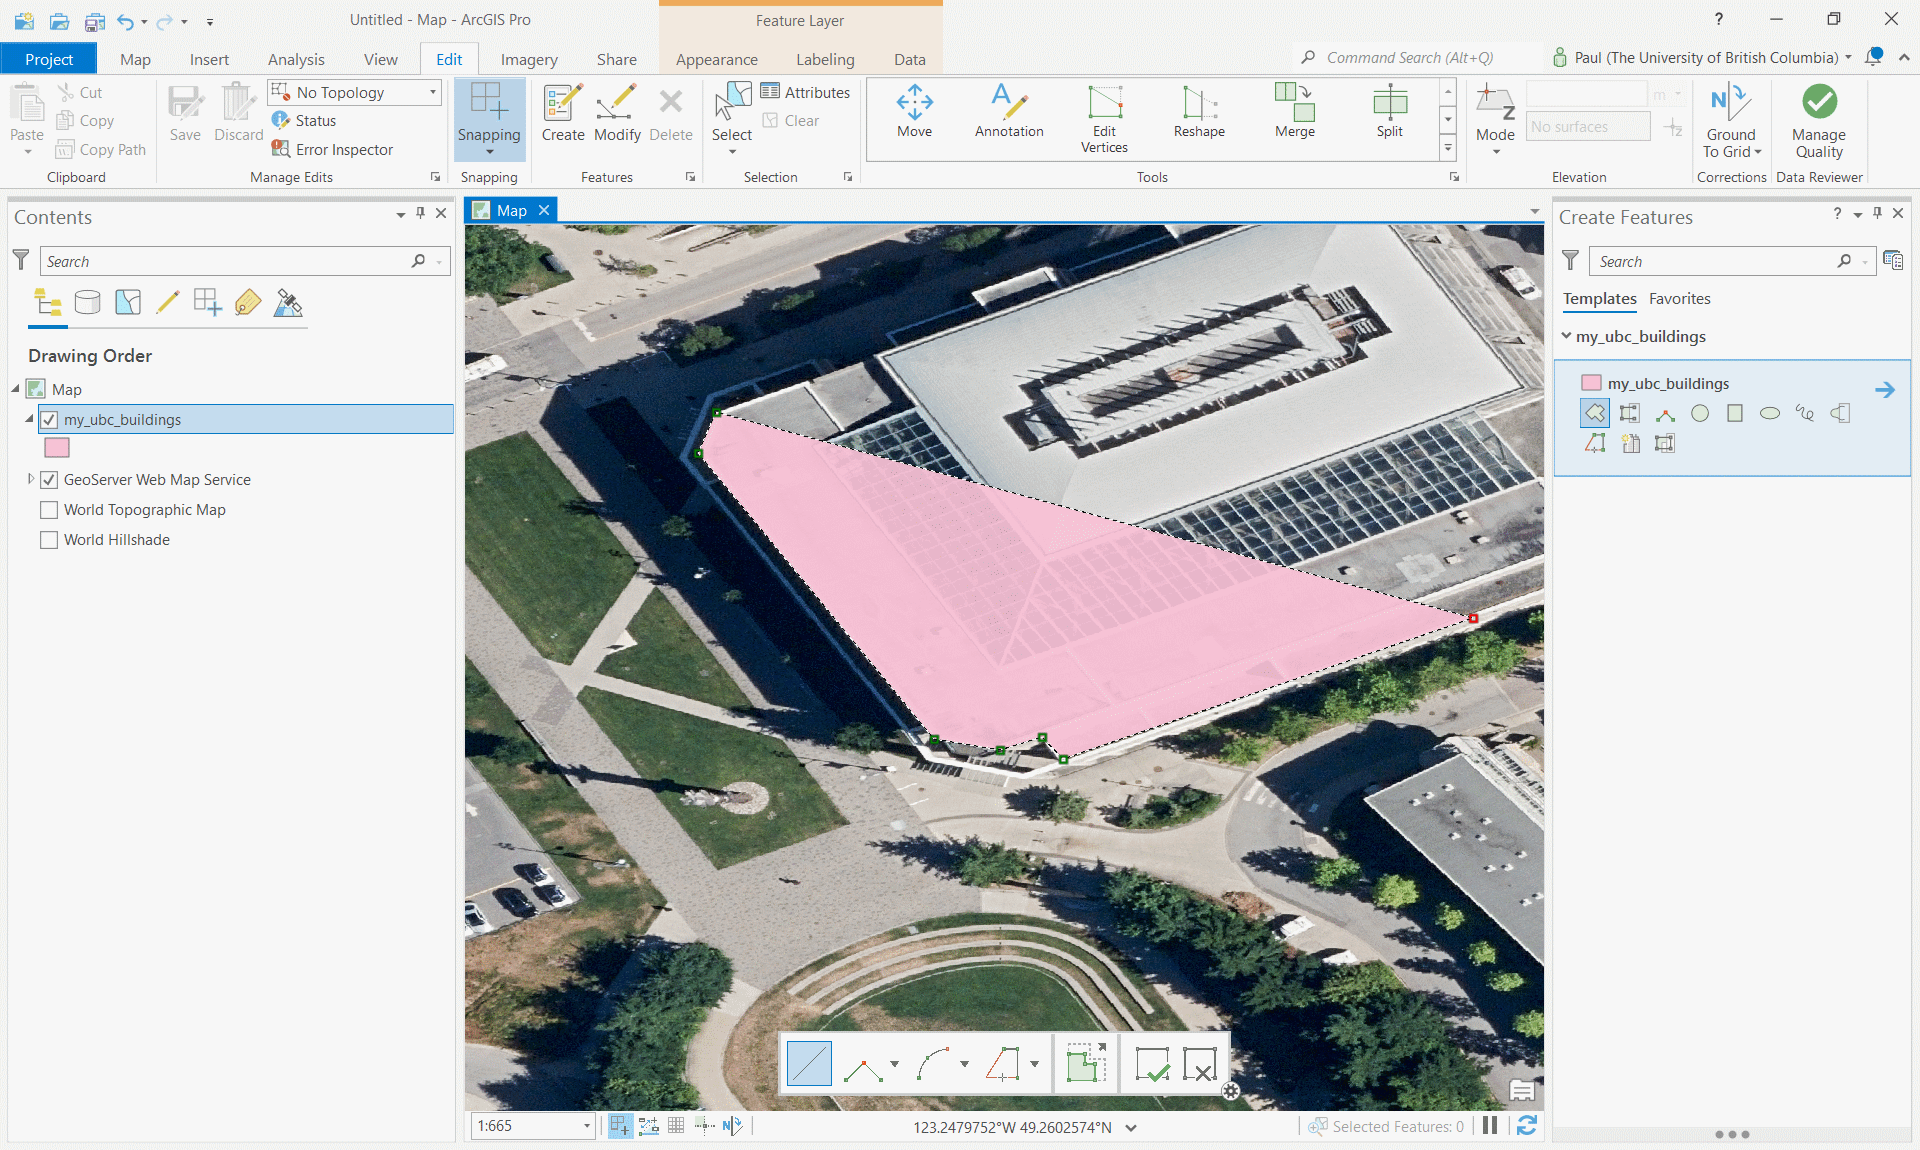 Untitled - Map - ArcGIS Pro
Feature Layer
?
Project Map Insert Analysis View Edit Imagery Share Appearance Labeling Data
Command Search (Alt+Q)
Paul (The University of British Columbia)
Paste
Cut
Copy
Copy Path
Clipboard
Save
Discard
No Topology
Status
Error Inspector
Manage Edits
Snapping
Snapping
Create
Modify
Delete
Features
Select
Attributes
Clear
Selection
Move
Annotation
Edit
Vertices
Reshape
Merge
Split
Tools
Mode
m
No surfaces
Elevation
Ground
To Grid
Corrections
Manage
Quality
Data Reviewer
Contents
Search
Drawing Order
Map
my_ubc_buildings
GeoServer Web Map Service
World Topographic Map
World Hillshade
Map
1:665
123.2479752°W 49.2602574°N
Selected Features: 0
Create Features
?
Search
Templates Favorites
my_ubc_buildings
my_ubc_buildings